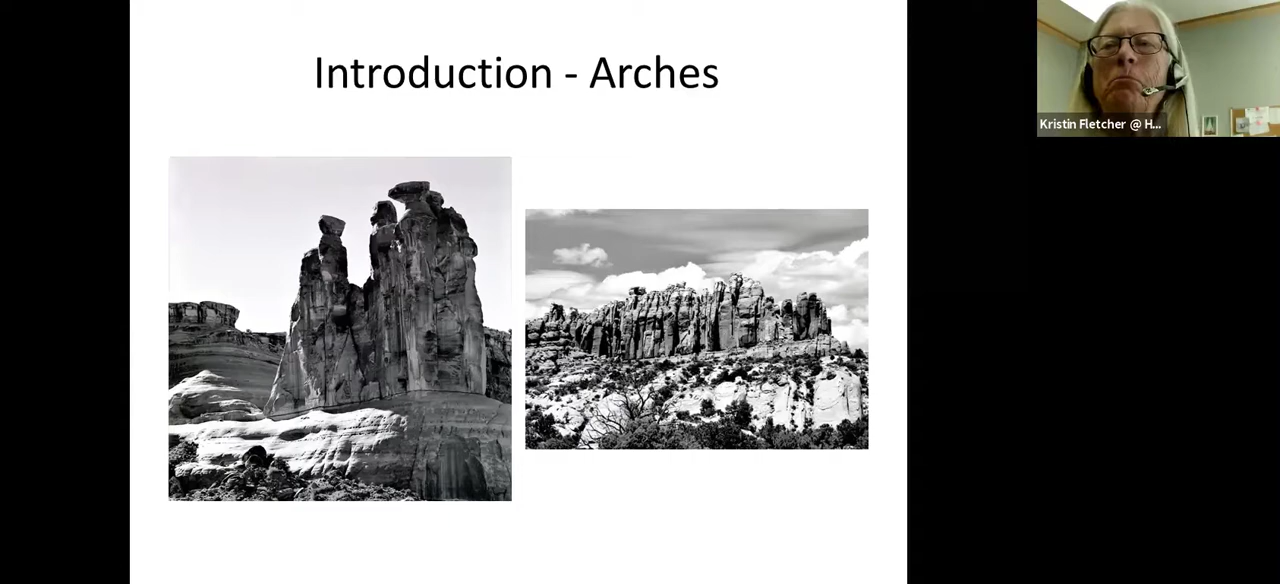 Introduction - Arches
Kristin Fletcher @ H...